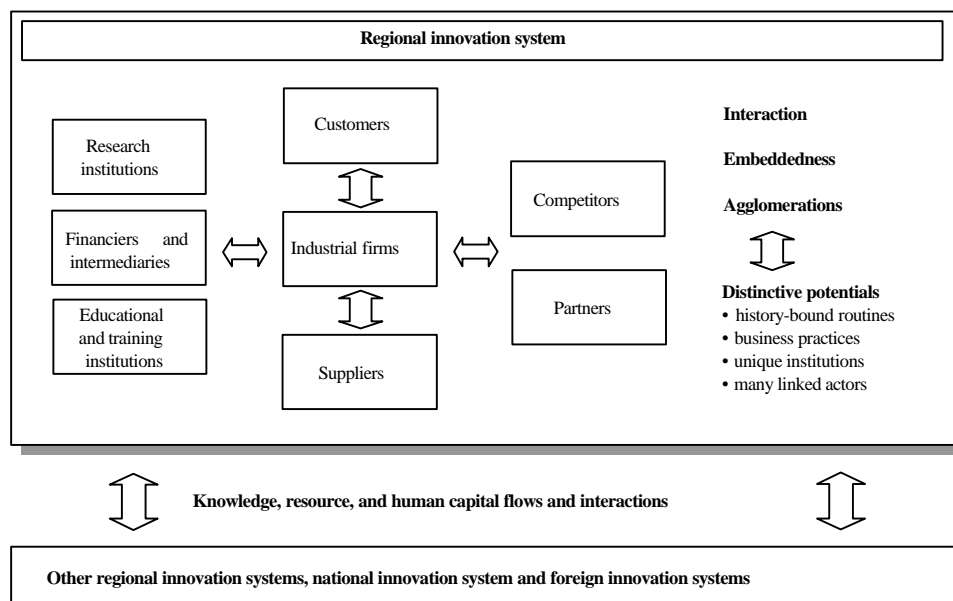 Regional innovation system
Research
institutions
Financiers and
intermediaries
Educational
and training
institutions
Customers
Industrial firms
Suppliers
Competitors
Partners
Interaction
Embeddedness
Agglomerations
Distinctive potentials
• history-bound routines
• business practices
• unique institutions
• many linked actors
Knowledge, resource, and human capital flows and interactions
Other regional innovation systems, national innovation system and foreign innovation systems